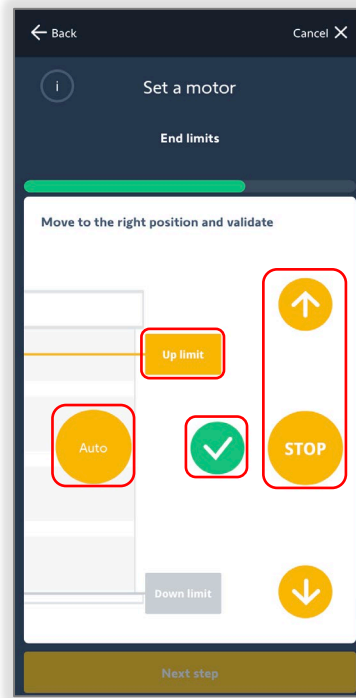 Back
Cancel
i
Set a motor
End limits
Move to the right position and validate
Up limit
Auto
STOP
Down limit
Next step